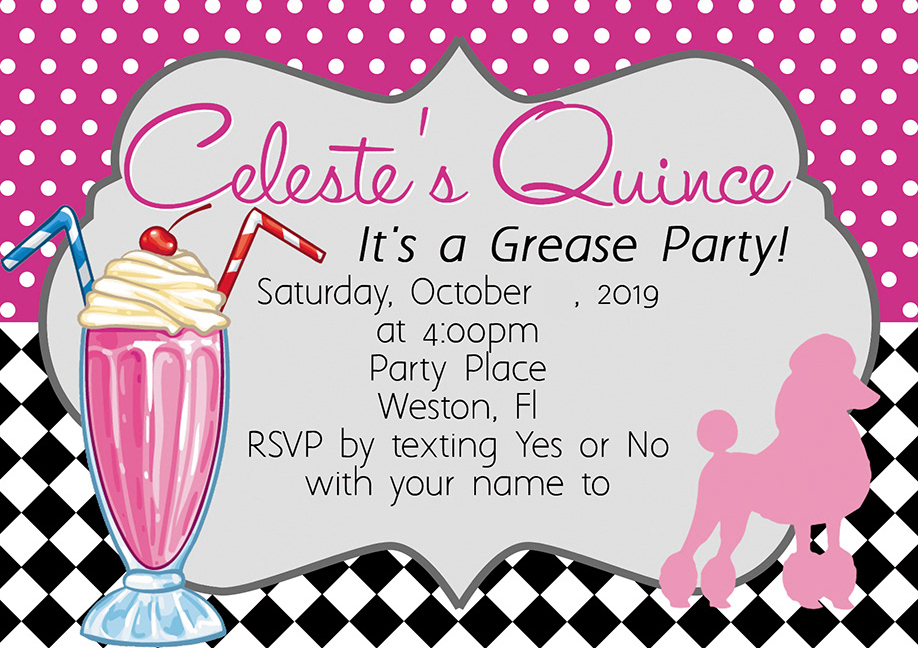 Celeste's Quince
It's a Grease Party!
Saturday, October , 2019
at 4:00pm
Party Place
Weston, Fl
RSVP by texting Yes or No
with your name to